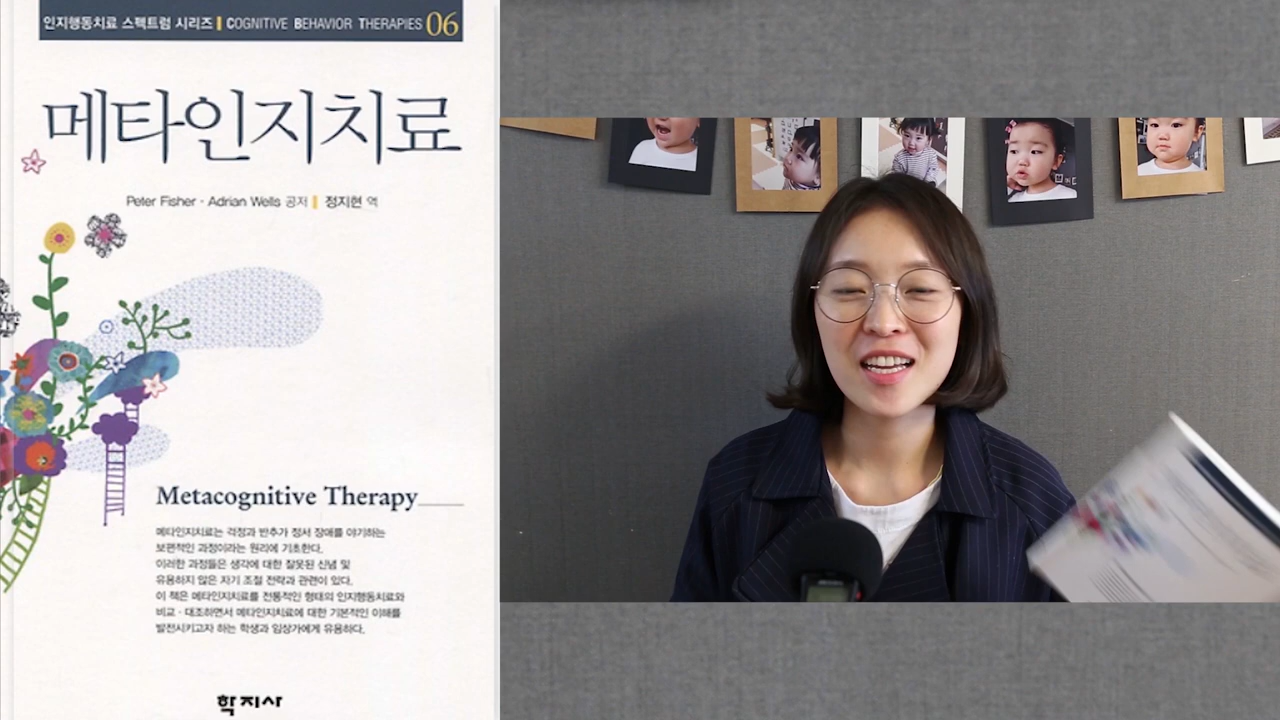 인지행동치료 스펙트럼 시리즈 | COGNITIVE BEHAVIOR THERAPIES 06
메타인지치료
Peter Fisher · Adrian Wells 공저 | 정지현 역
Metacognitive Therapy
메타인지치료는 걱정과 반추가 정서 장애를 야기하는
보편적인 과정이라는 원리에 기초한다.
이러한 과정들은 생각에 대한 잘못된 신념 및
유용하지 않은 자기 조절 전략과 관련이 있다.
이 책은 메타인지치료를 전통적인 형태의 인지행동치료와
비교 · 대조하면서 메타인지치료에 대한 기본적인 이해를
발전시키고자 하는 학생과 임상가에게 유용하다.
학지사